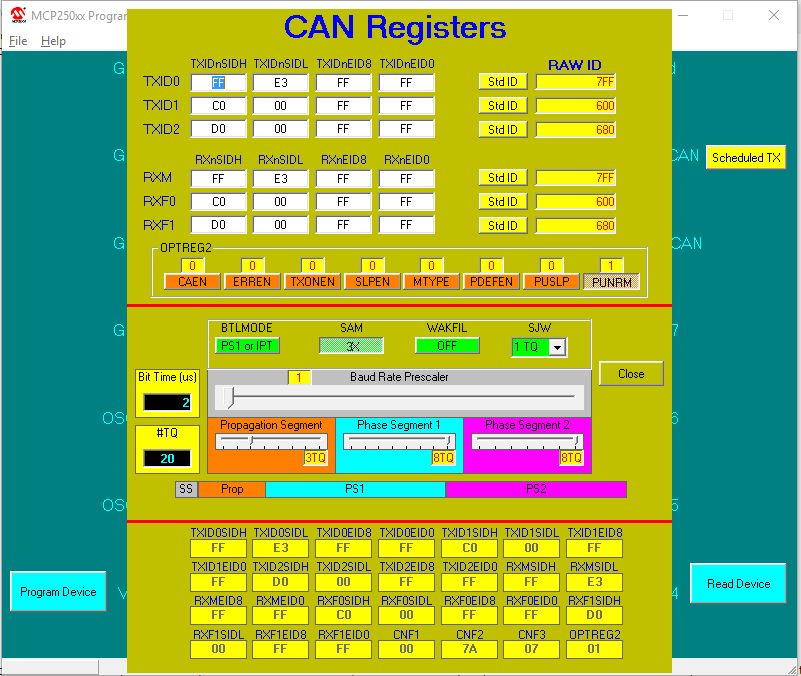 MCP250xx Program
CAN Registers
File Help
TXIDnSIDH TXIDnSIDL TXIDnEID8 TXIDnEID0 RAW ID
TXID0 FF E3 FF FF Std ID 7FF
TXID1 C0 00 FF FF Std ID 600
TXID2 D0 00 FF FF Std ID 680
G
d
G
CAN Scheduled TX
RXnSIDH RXnSIDL RXnEID8 RXnEID0
RXM FF E3 FF FF Std ID 7FF
RXF0 C0 00 FF FF Std ID 600
RXF1 D0 00 FF FF Std ID 680
G
CAN
OPTREG2
0 0 0 0 0 0 0 1
CAEN ERREN TXONEN SLPEN MTYPE PDEFEN PUSLP PUNRM
G
7
BTLMODE SAM WAKFIL SJW
PS1 or IPT 3X OFF 1 TQ
Close
Bit Time (us) 1 Baud Rate Prescaler
2
OSC
6
#TQ Propagation Segment Phase Segment 1 Phase Segment 2
20 3TQ 8TQ 8TQ
SS Prop PS1 PS2
OSC
5
TXID0SIDH TXID0SIDL TXID0EID8 TXID0EID0 TXID1SIDH TXID1SIDL TXID1EID8
FF E3 FF FF C0 00 FF
TXID1EID0 TXID2SIDH TXID2SIDL TXID2EID8 TXID2EID0 RXMSIDH RXMSIDL
FF D0 00 FF FF FF E3
Program Device V
4 Read Device
RXMEID8 RXMEID0 RXF0SIDH RXF0SIDL RXF0EID8 RXF0EID0 RXF1SIDH
FF FF C0 00 FF FF D0
RXF1SIDL RXF1EID8 RXF1EID0 CNF1 CNF2 CNF3 OPTREG2
00 FF FF 00 7A 07 01